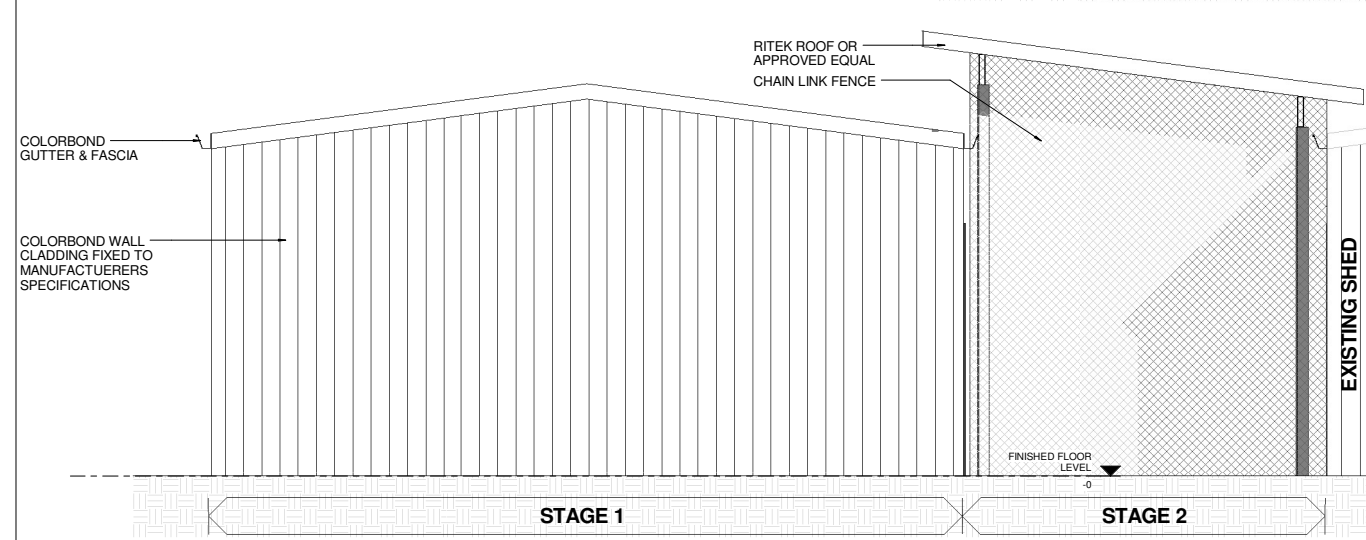 RITEK ROOF OR
APPROVED EQUAL
CHAIN LINK FENCE
COLORBOND
GUTTER & FASCIA
COLORBOND WALL
CLADDING FIXED TO
MANUFACTUERERS
SPECIFICATIONS
EXISTING SHED
FINISHED FLOOR
LEVEL
-0
STAGE 1
STAGE 2